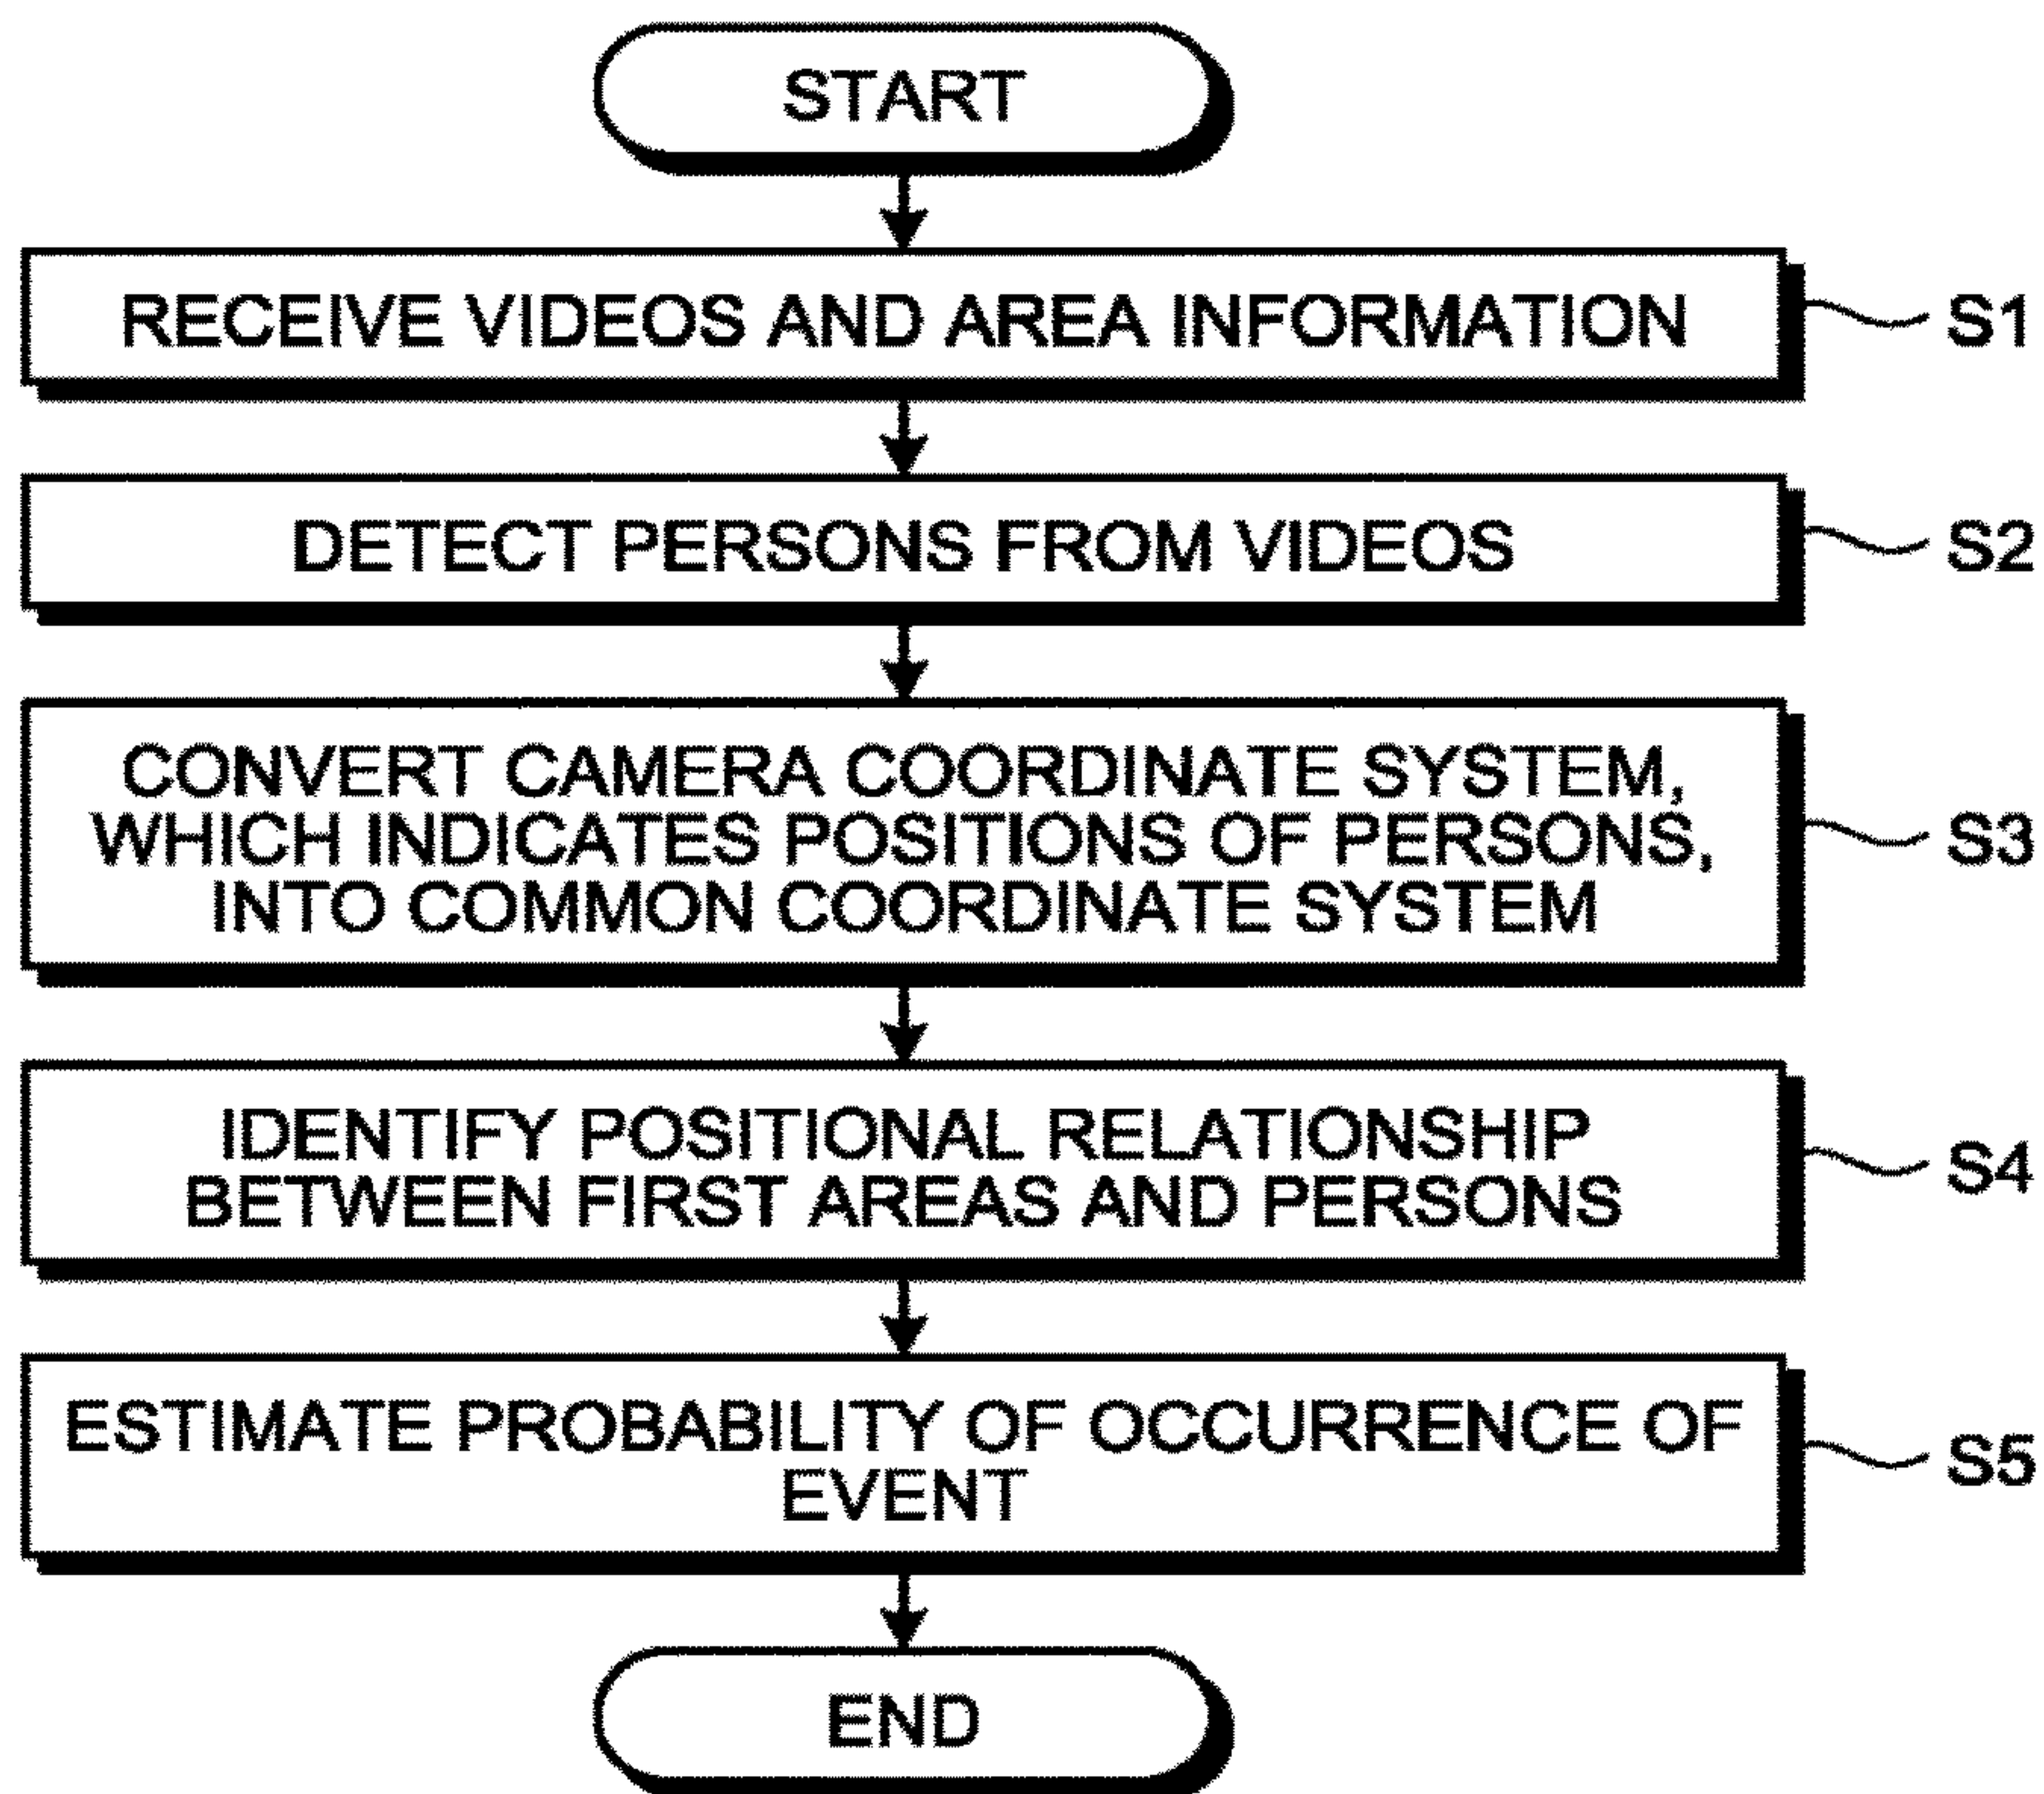 START
RECEIVE VIDEOS AND AREA INFORMATION
S1
DETECT PERSONS FROM VIDEOS
S2
CONVERT CAMERA COORDINATE SYSTEM,
WHICH INDICATES POSITIONS OF PERSONS,
INTO COMMON COORDINATE SYSTEM
S3
IDENTIFY POSITIONAL RELATIONSHIP
BETWEEN FIRST AREAS AND PERSONS
S4
ESTIMATE PROBABILITY OF OCCURRENCE OF
EVENT
S5
END